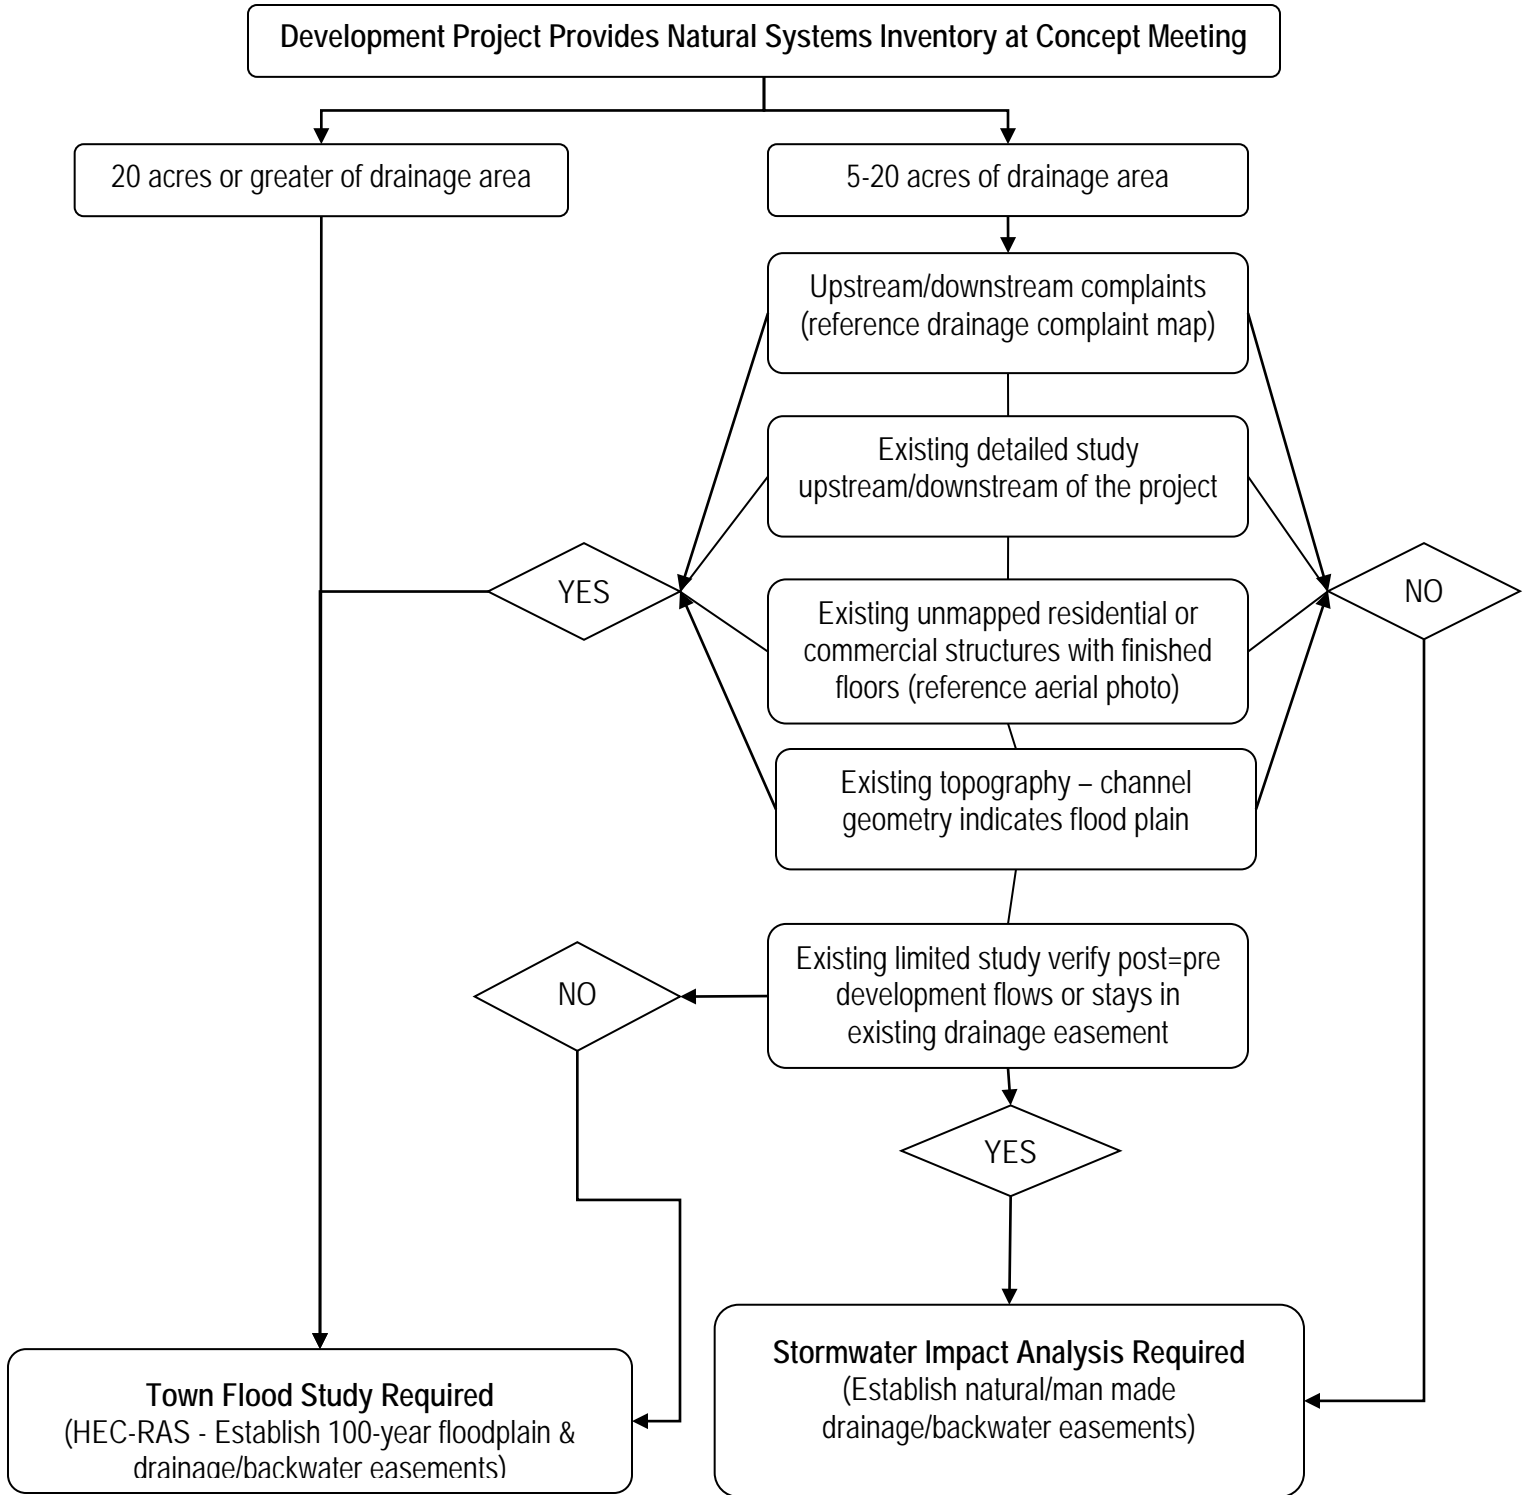 Development Project Provides Natural Systems Inventory at Concept Meeting
20 acres or greater of drainage area
5-20 acres of drainage area
Upstream/downstream complaints
(reference drainage complaint map)
Existing detailed study
upstream/downstream of the project
YES
NO
Existing unmapped residential or
commercial structures with finished
floors (reference aerial photo)
Existing topography – channel
geometry indicates flood plain
Existing limited study verify post=pre
development flows or stays in
existing drainage easement
NO
YES
Town Flood Study Required
(HEC-RAS - Establish 100-year floodplain &
drainage/backwater easements)
Stormwater Impact Analysis Required
(Establish natural/man made
drainage/backwater easements)